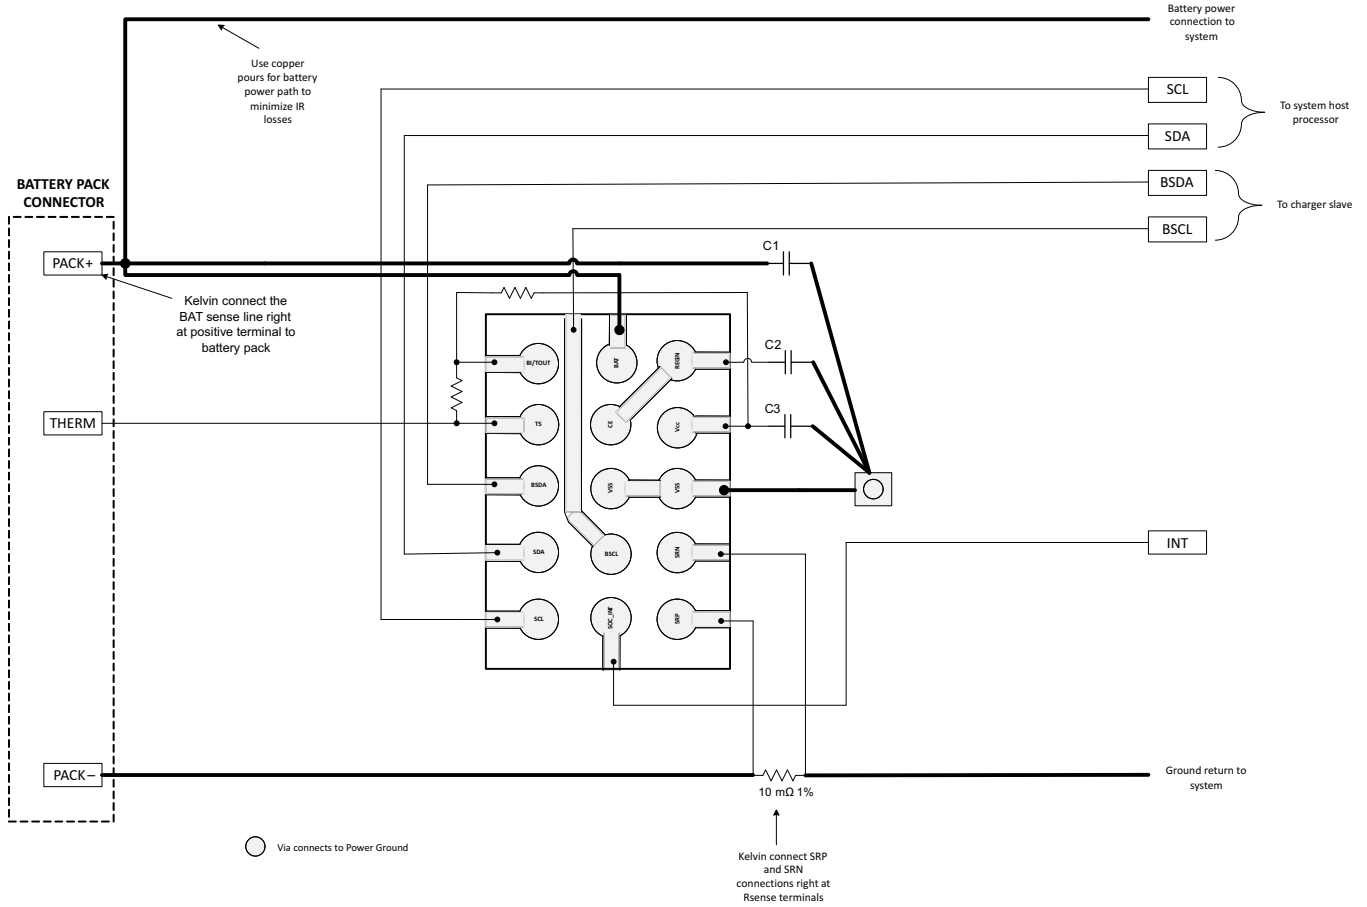 Battery power
connection to
system
Use copper
pours for battery
power path to
minimize IR
losses
SCL
To system host
processor
SDA
BATTERY PACK
CONNECTOR
BSDA
To charger slave
BSCL
C1
PACK+
Kelvin connect the
BAT sense line right
at positive terminal to
battery pack
C2
BI/TOUT
BAT
REGIN
C3
THERM
TS
CE
Vcc
BSDA
VSS
VSS
SDA
BSCL
SRN
INT
SCL
SOC_INT
SRP
PACK–
10 mΩ 1%
Ground return to
system
Via connects to Power Ground
Kelvin connect SRP
and SRN
connections right at
Rsense terminals